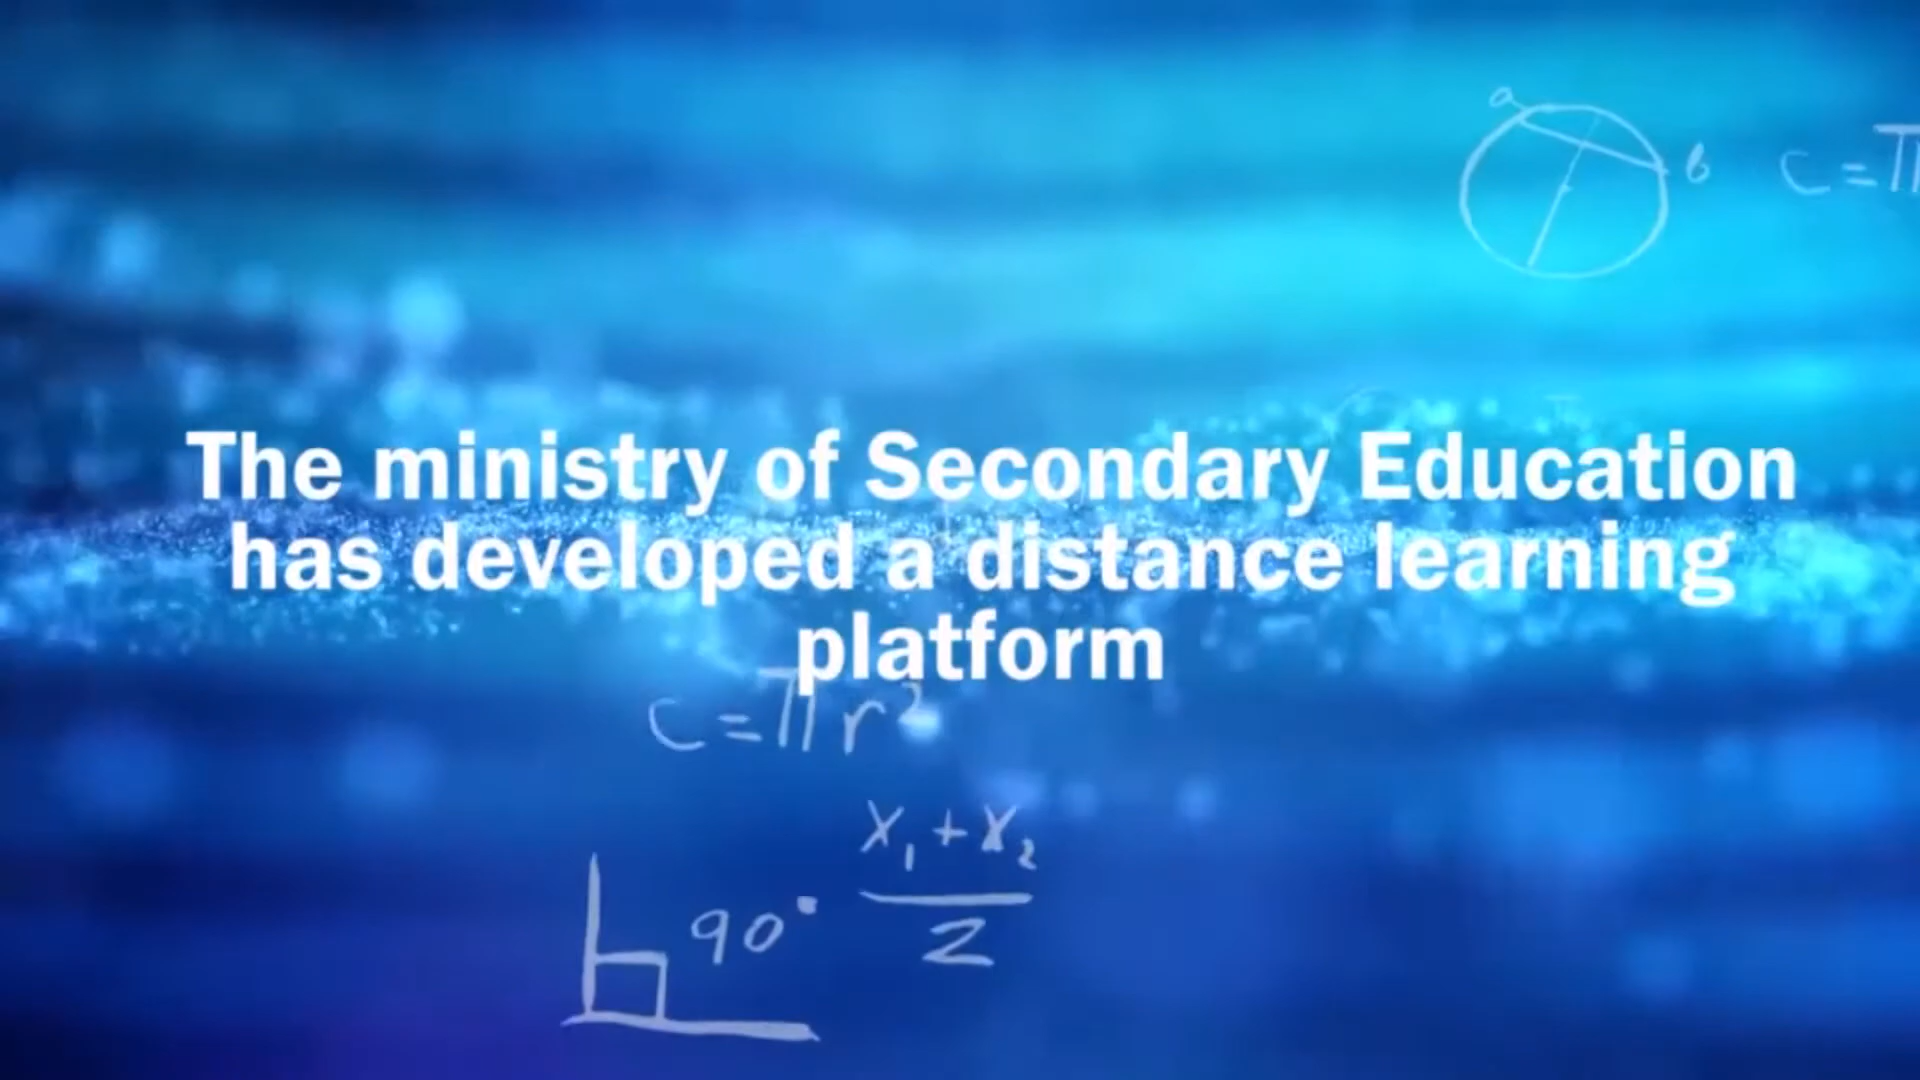 a
b C=π
The ministry of Secondary Education
has developed a distance learning
platform
C=πr²
x₁+x₂
90°
2